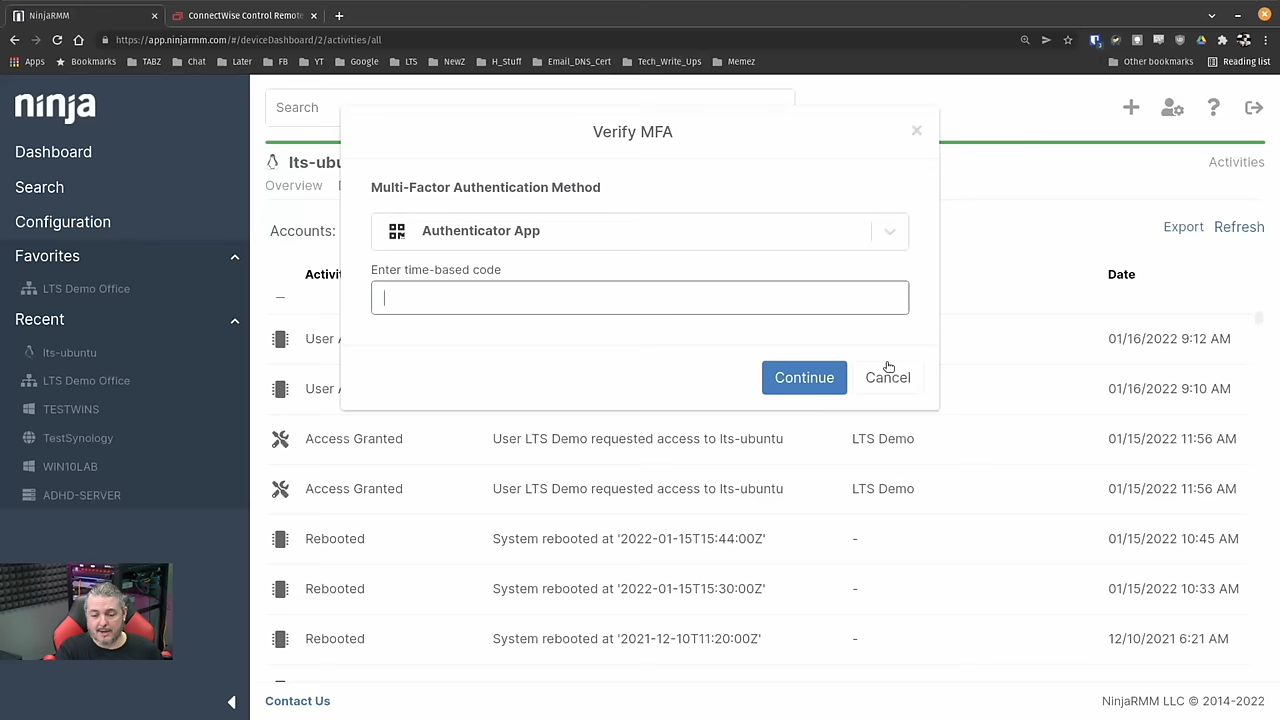 NinjaRMM
ConnectWise Control Remote
https://app.ninjarmm.com/#/deviceDashboard/2/activities/all
Apps Bookmarks TABZ Chat Later FB YT Google LTS NewZ H_Stuff Email_DNS_Cert Tech_Write_Ups Memez Other bookmarks Reading list
ninja
Dashboard
Search
Configuration
Favorites
LTS Demo Office
Recent
lts-ubuntu
LTS Demo Office
TESTWINS
TestSynology
WIN10LAB
ADHD-SERVER
Search
Verify MFA
Multi-Factor Authentication Method
Authenticator App
Enter time-based code
Continue Cancel
lts-ubu
Activities
Overview
Accounts:
Export Refresh
Activi Date
User A 01/16/2022 9:12 AM
User A 01/16/2022 9:10 AM
Access Granted User LTS Demo requested access to lts-ubuntu LTS Demo 01/15/2022 11:56 AM
Access Granted User LTS Demo requested access to lts-ubuntu LTS Demo 01/15/2022 11:56 AM
Rebooted System rebooted at '2022-01-15T15:44:00Z' - 01/15/2022 10:45 AM
Rebooted System rebooted at '2022-01-15T15:30:00Z' - 01/15/2022 10:33 AM
Rebooted System rebooted at '2021-12-10T11:20:00Z' - 12/10/2021 6:21 AM
Contact Us NinjaRMM LLC © 2014-2022